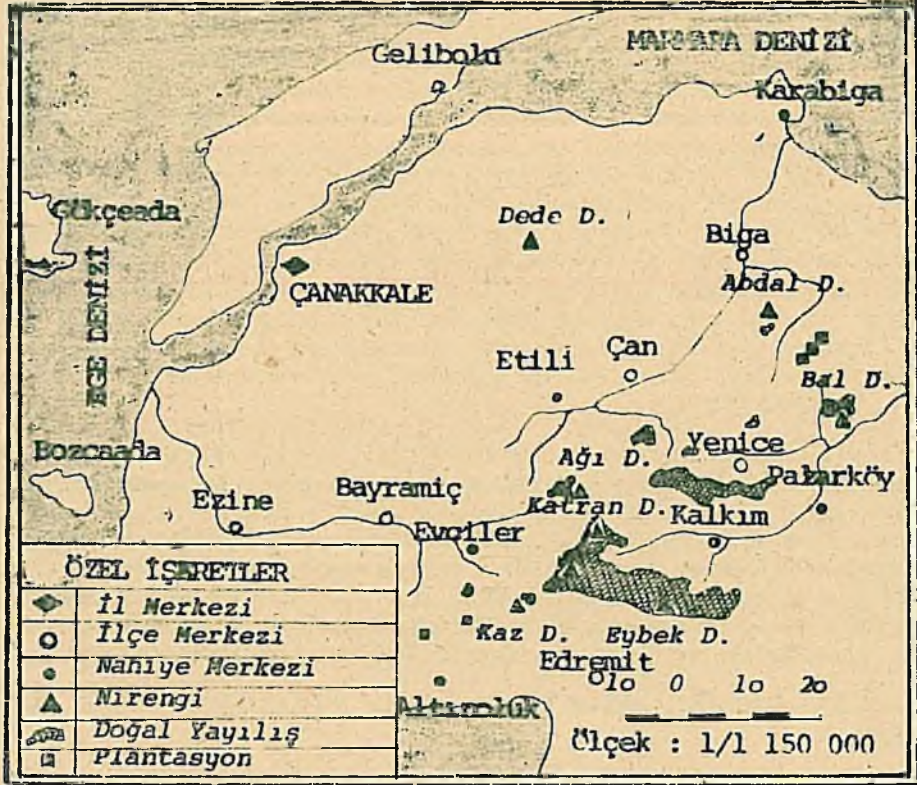 MARMARA DENİZİ
Gelibolu
Karabiga
Gökçeada
Dede D.
Biga
EGE DENİZİ
ÇANAKKALE
Abdal D.
Etili
Çan
Bal D.
Bozcaada
Ağı D.
Yenice
Pazarköy
Ezine
Bayramiç
Katran D.
Evciler
Kalkım
Kaz D.
Eybek D.
Edremit
Altınoluk
ÖZEL İŞARETLER
İl Merkezi
İlçe Merkezi
Nahiye Merkezi
Nirengi
Doğal Yayılış
Plantasyon
10 0 10 20
Ölçek : 1/1 150 000